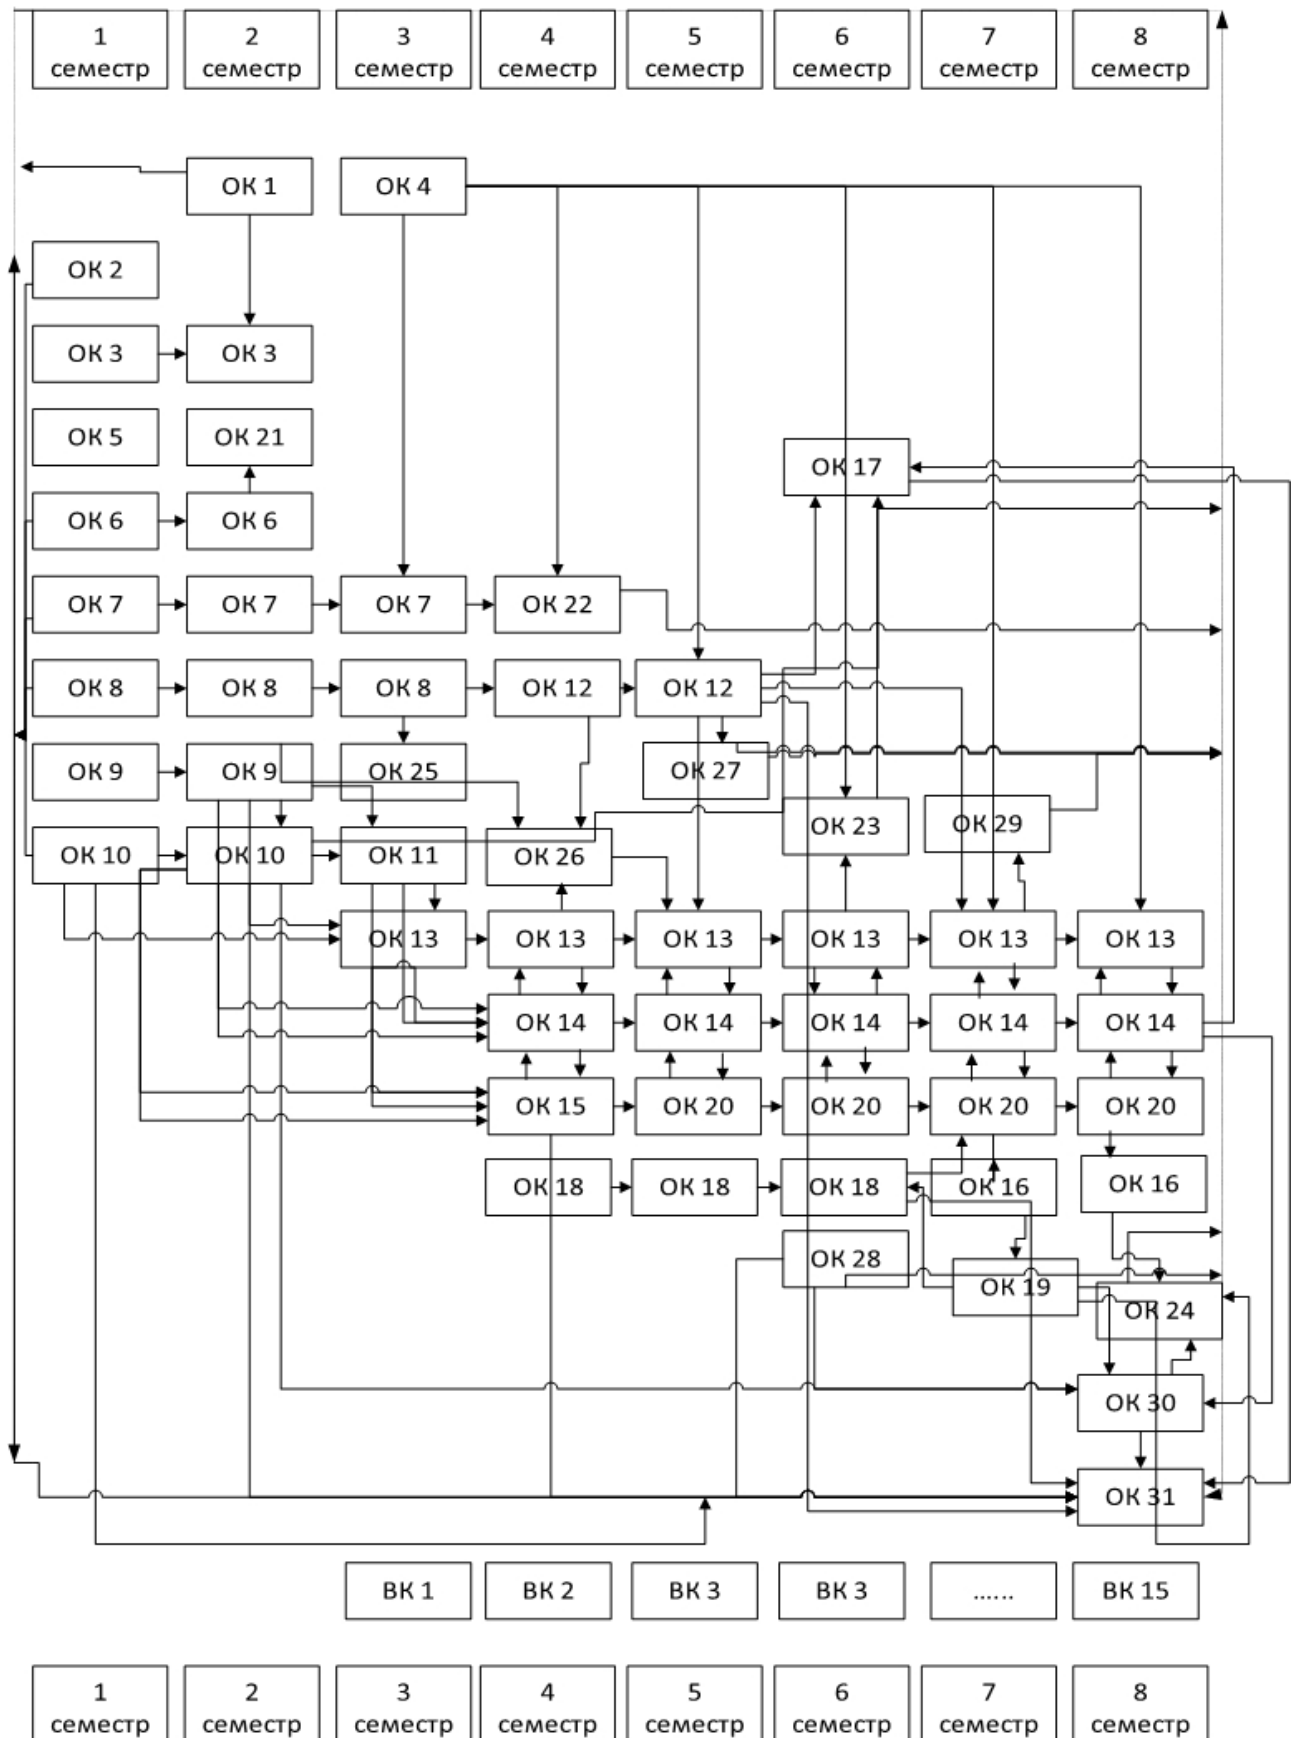 1 семестр
2 семестр
3 семестр
4 семестр
5 семестр
6 семестр
7 семестр
8 семестр
ОК 1
ОК 4
ОК 2
ОК 3
ОК 3
ОК 5
ОК 21
ОК 17
ОК 6
ОК 6
ОК 7
ОК 7
ОК 7
ОК 22
ОК 8
ОК 8
ОК 8
ОК 12
ОК 12
ОК 9
ОК 9
ОК 25
ОК 27
ОК 23
ОК 29
ОК 10
ОК 10
ОК 11
ОК 26
ОК 13
ОК 13
ОК 13
ОК 13
ОК 13
ОК 13
ОК 14
ОК 14
ОК 14
ОК 14
ОК 14
ОК 15
ОК 20
ОК 20
ОК 20
ОК 20
ОК 18
ОК 18
ОК 18
ОК 16
ОК 16
ОК 28
ОК 19
ОК 24
ОК 30
ОК 31
ВК 1
ВК 2
ВК 3
ВК 3
......
ВК 15
1 семестр
2 семестр
3 семестр
4 семестр
5 семестр
6 семестр
7 семестр
8 семестр